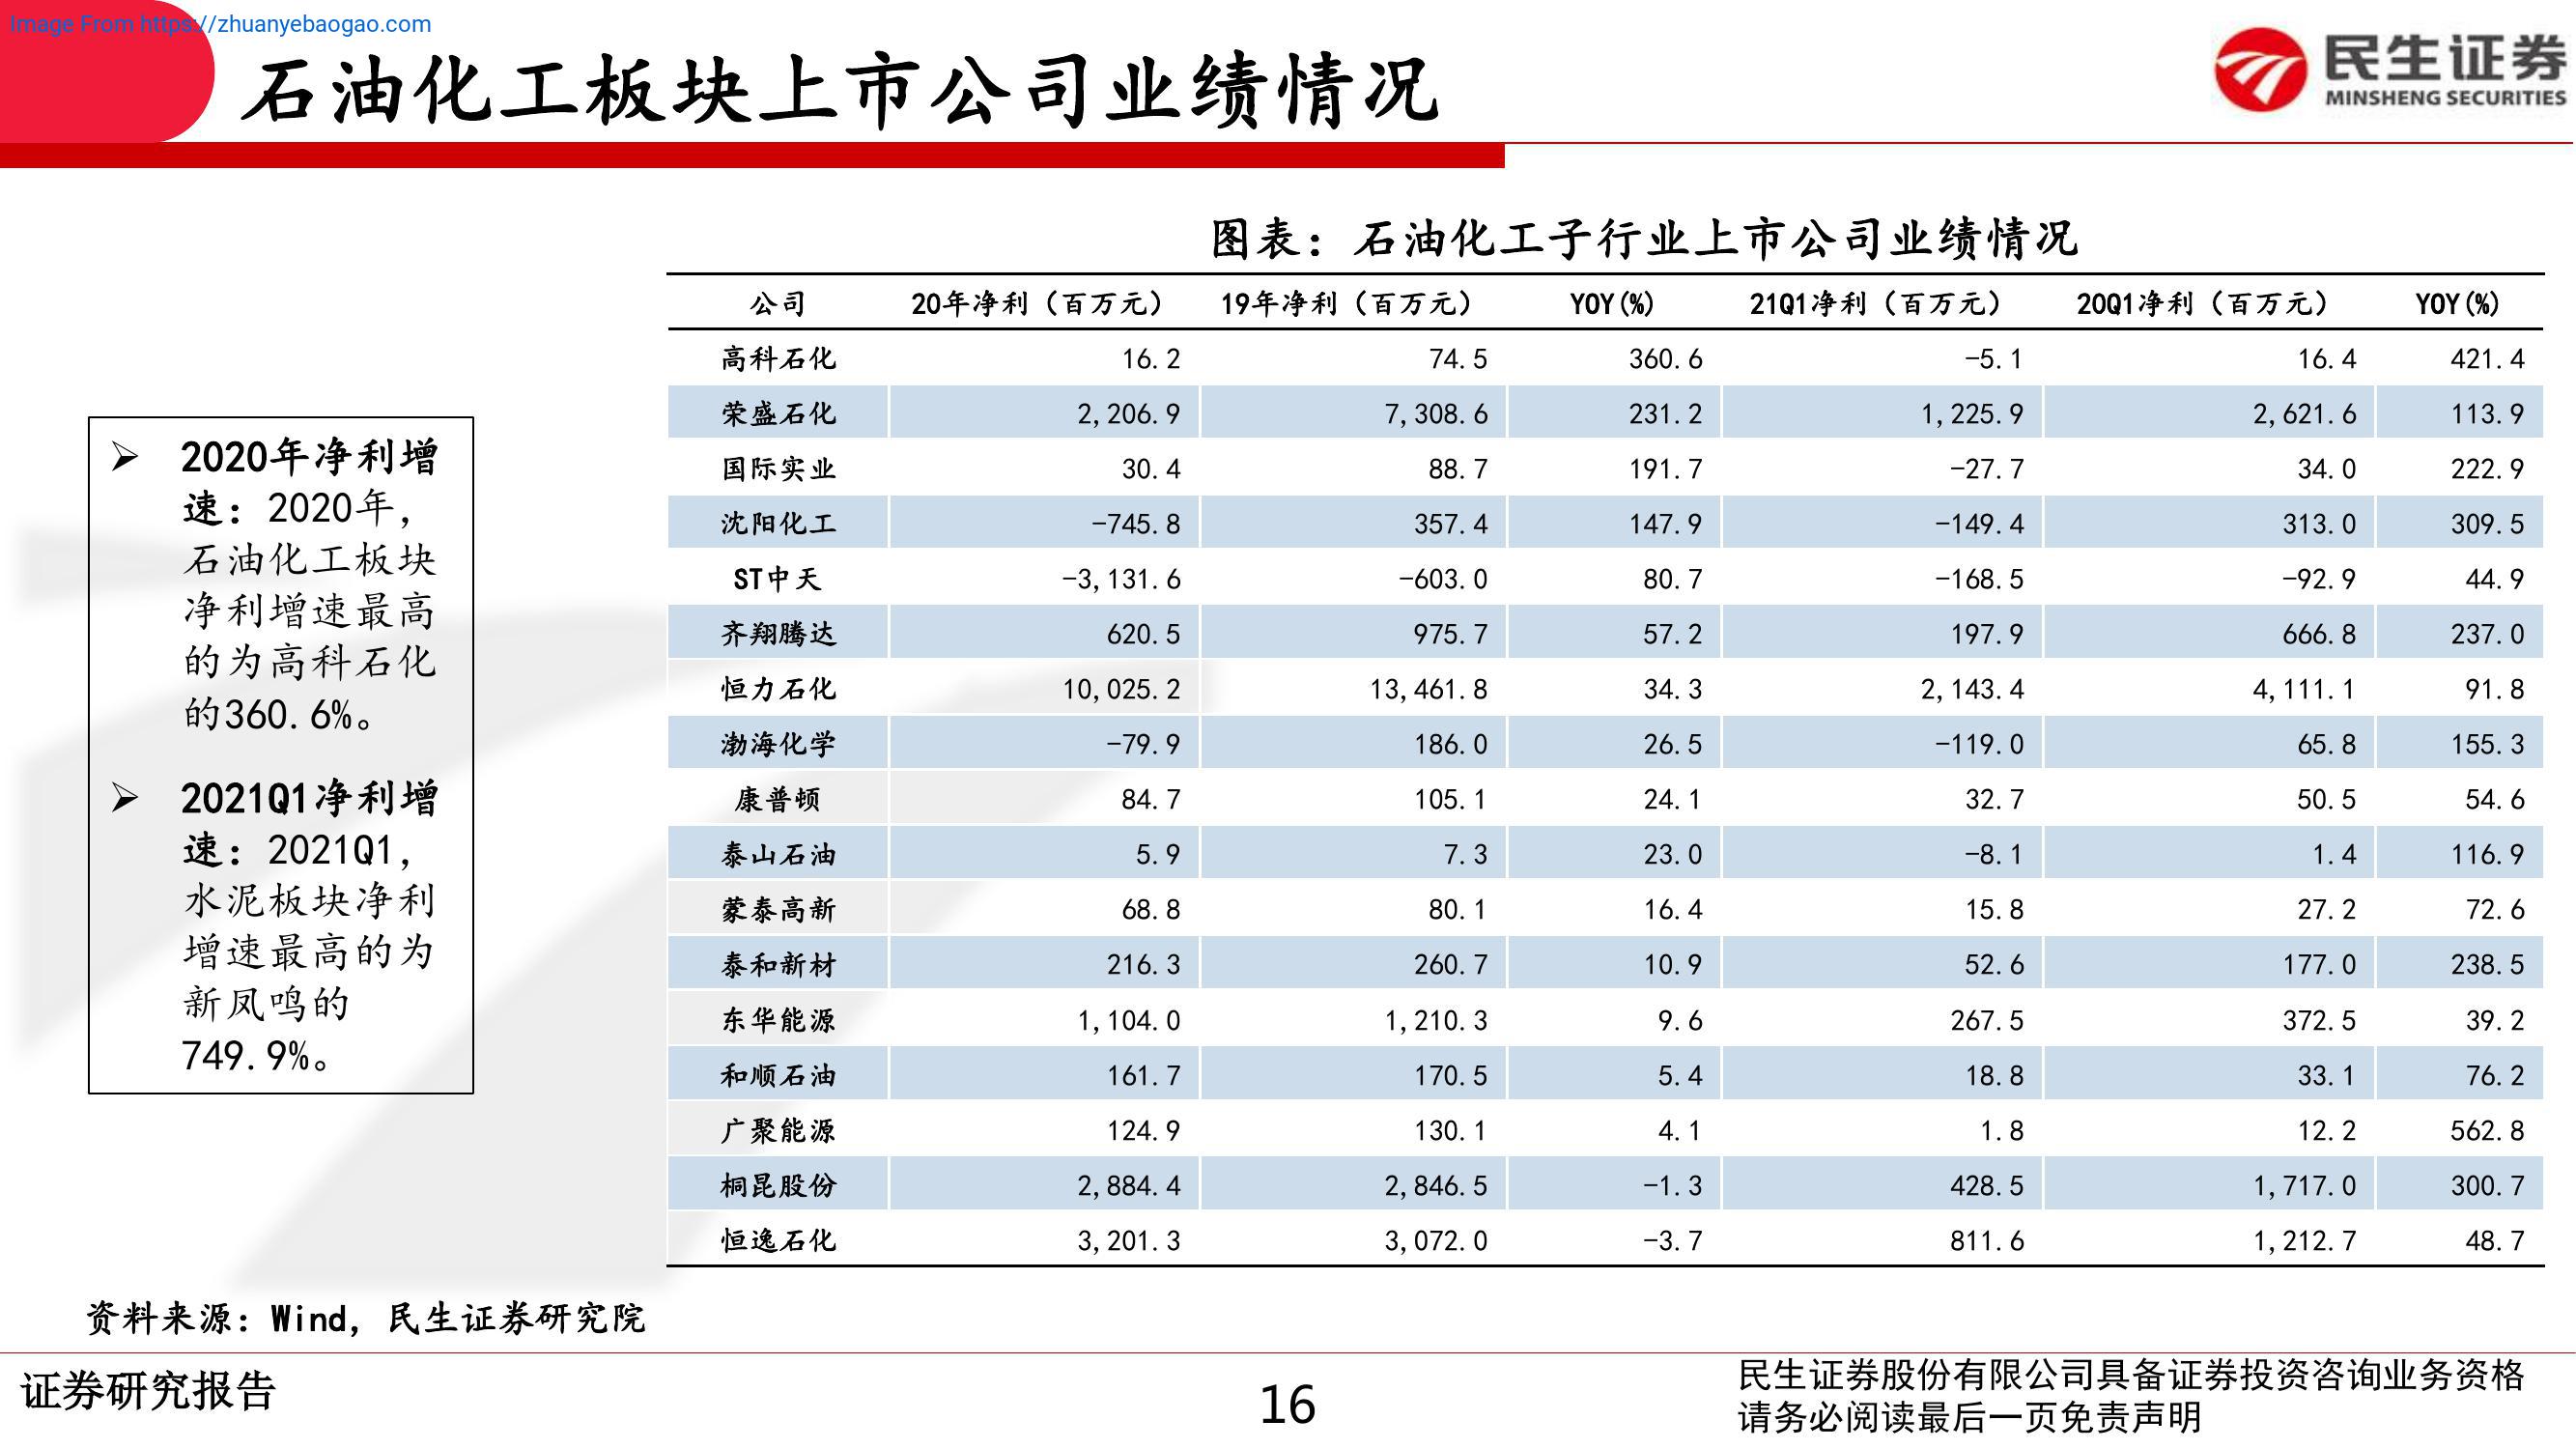 Image From https://zhuanyebaogao.com
石油化工板块上市公司业绩情况
民生证券
MINSHENG SECURITIES
图表：石油化工子行业上市公司业绩情况
公司 20年净利（百万元） 19年净利（百万元） YOY(%) 21Q1净利（百万元） 20Q1净利（百万元） YOY(%)
高科石化 16.2 74.5 360.6 -5.1 16.4 421.4
荣盛石化 2,206.9 7,308.6 231.2 1,225.9 2,621.6 113.9
国际实业 30.4 88.7 191.7 -27.7 34.0 222.9
沈阳化工 -745.8 357.4 147.9 -149.4 313.0 309.5
ST中天 -3,131.6 -603.0 80.7 -168.5 -92.9 44.9
齐翔腾达 620.5 975.7 57.2 197.9 666.8 237.0
恒力石化 10,025.2 13,461.8 34.3 2,143.4 4,111.1 91.8
渤海化学 -79.9 186.0 26.5 -119.0 65.8 155.3
康普顿 84.7 105.1 24.1 32.7 50.5 54.6
泰山石油 5.9 7.3 23.0 -8.1 1.4 116.9
蒙泰高新 68.8 80.1 16.4 15.8 27.2 72.6
泰和新材 216.3 260.7 10.9 52.6 177.0 238.5
东华能源 1,104.0 1,210.3 9.6 267.5 372.5 39.2
和顺石油 161.7 170.5 5.4 18.8 33.1 76.2
广聚能源 124.9 130.1 4.1 1.8 12.2 562.8
桐昆股份 2,884.4 2,846.5 -1.3 428.5 1,717.0 300.7
恒逸石化 3,201.3 3,072.0 -3.7 811.6 1,212.7 48.7
➢ 2020年净利增
速：2020年，
石油化工板块
净利增速最高
的为高科石化
的360.6%。
➢ 2021Q1净利增
速：2021Q1，
水泥板块净利
增速最高的为
新凤鸣的
749.9%。
资料来源：Wind，民生证券研究院
证券研究报告
16
民生证券股份有限公司具备证券投资咨询业务资格
请务必阅读最后一页免责声明